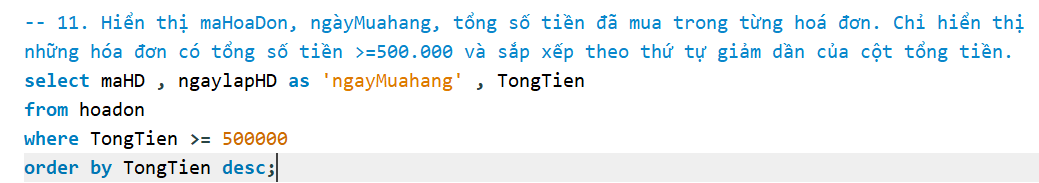 -- 11. Hiển thị maHoaDon, ngàyMuahang, tổng số tiền đã mua trong từng hoá đơn. Chỉ hiển thị
những hóa đơn có tổng số tiền >=500.000 và sắp xếp theo thứ tự giảm dần của cột tổng tiền.
select maHD , ngaylapHD as 'ngayMuahang' , TongTien
from hoadon
where TongTien >= 500000
order by TongTien desc;